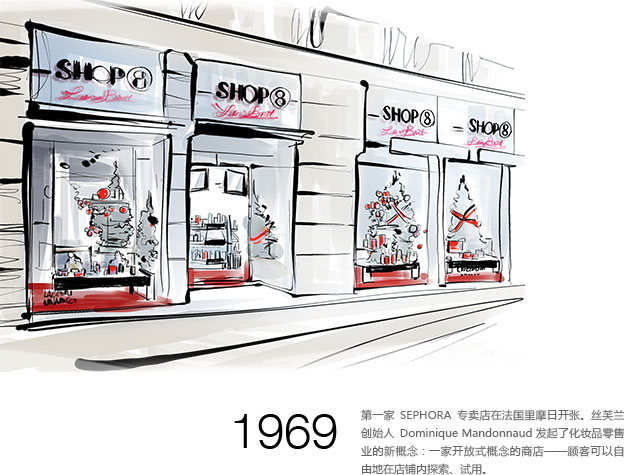 SHOP 8
SHOP 8
SHOP 8
SHOP 8
1969
第一家 SEPHORA 专卖店在法国里摩日开张。丝芙兰
创始人 Dominique Mandonnaud 发起了化妆品零售
业的新概念：一家开放式概念的商店——顾客可以自
由地在店铺内探索、试用。